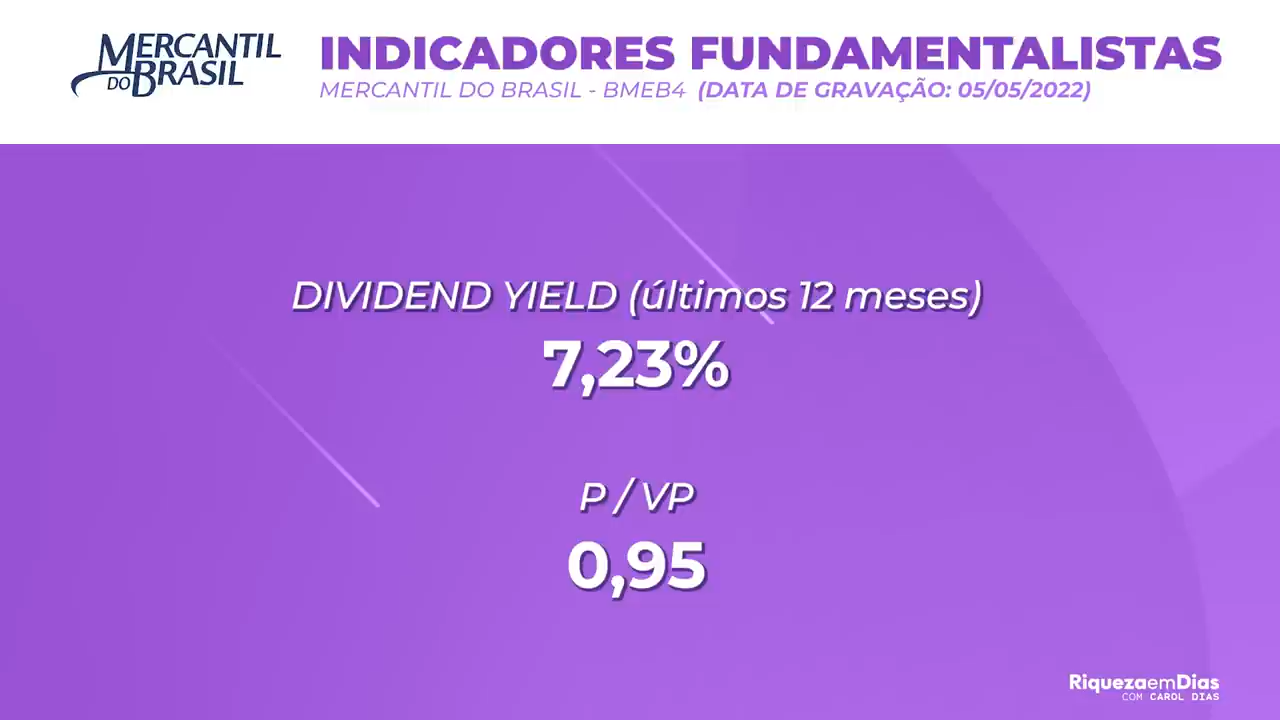 MERCANTIL
DO BRASIL
INDICADORES FUNDAMENTALISTAS
MERCANTIL DO BRASIL - BMEB4 (DATA DE GRAVAÇÃO: 05/05/2022)
DIVIDEND YIELD (últimos 12 meses)
7,23%
P / VP
0,95
RiquezaemDias
COM CAROL DIAS